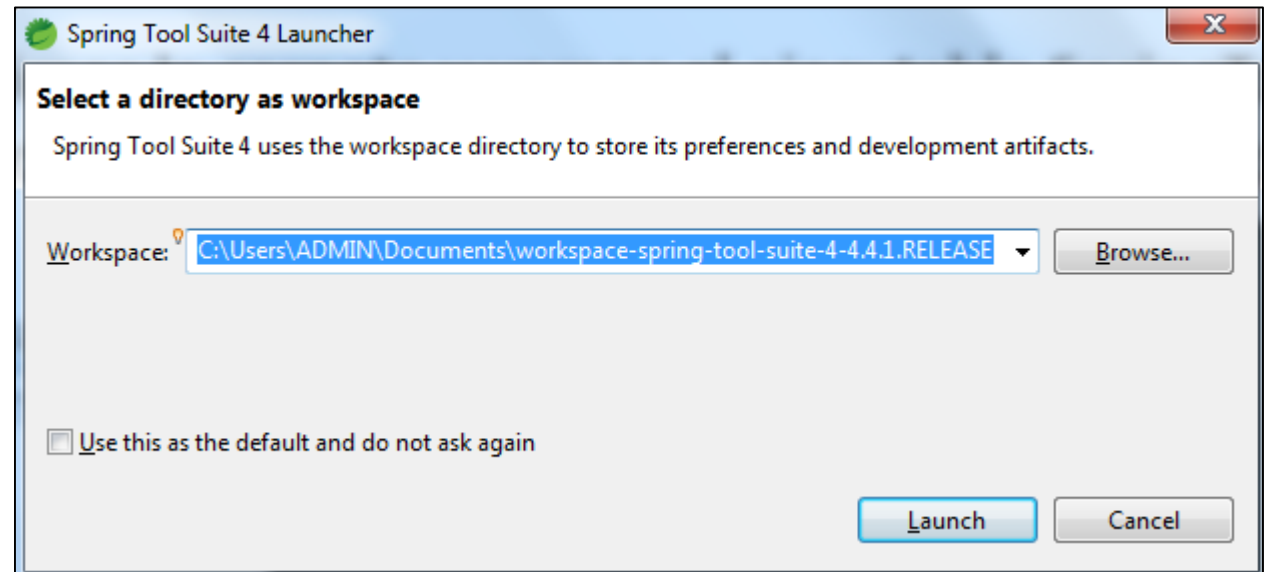 Spring Tool Suite 4 Launcher
X
Select a directory as workspace
Spring Tool Suite 4 uses the workspace directory to store its preferences and development artifacts.
Workspace: C:\Users\ADMIN\Documents\workspace-spring-tool-suite-4-4.4.1.RELEASE Browse...
Use this as the default and do not ask again
Launch Cancel